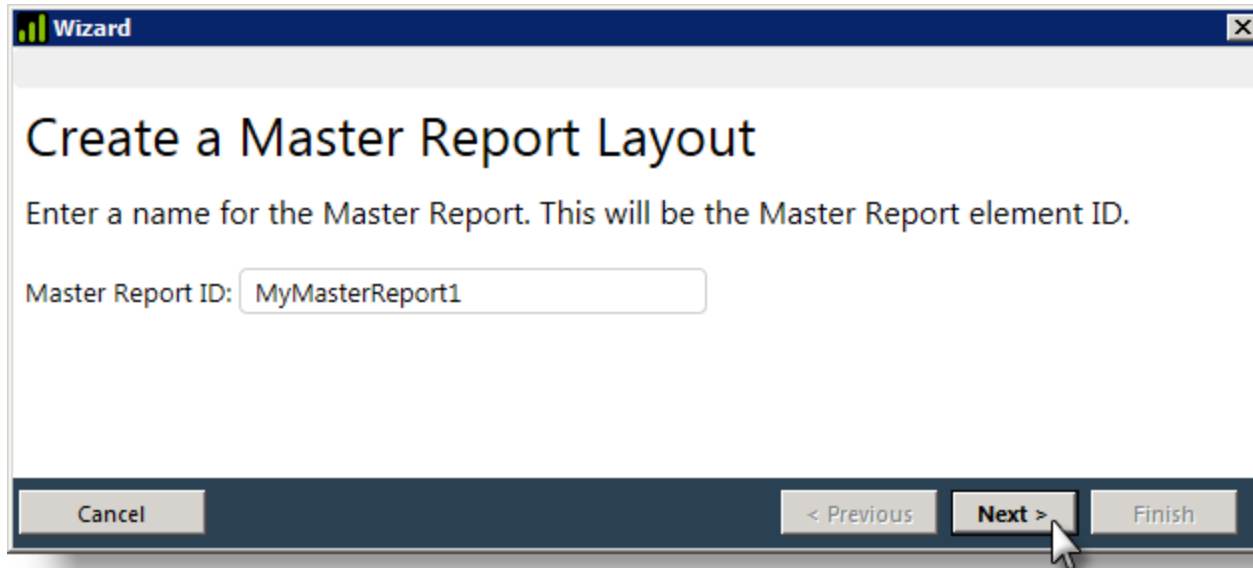 Wizard
Create a Master Report Layout
Enter a name for the Master Report. This will be the Master Report element ID.
Master Report ID: MyMasterReport1
Cancel < Previous Next > Finish